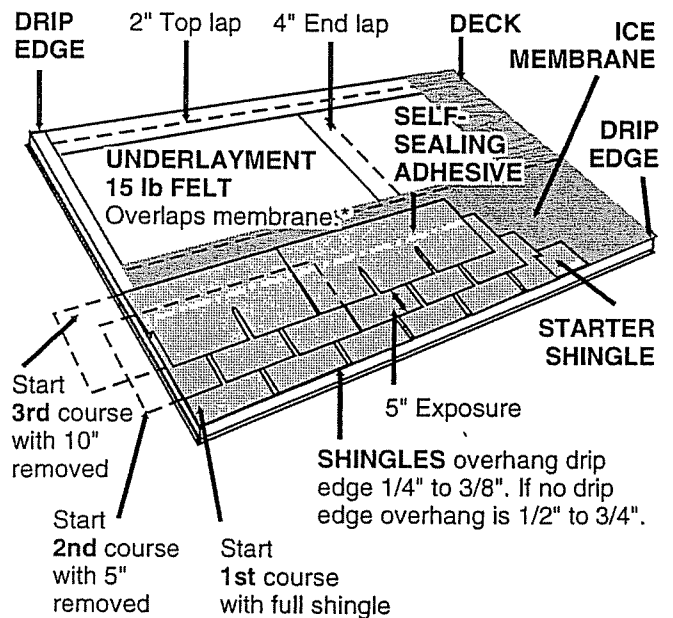 DRIP
EDGE
2" Top lap
4" End lap
DECK
ICE
MEMBRANE
SELF-
SEALING
ADHESIVE
DRIP
EDGE
UNDERLAYMENT
15 lb FELT
Overlaps membranes*
STARTER
SHINGLE
5" Exposure
SHINGLES overhang drip
edge 1/4" to 3/8". If no drip
edge overhang is 1/2" to 3/4".
Start
3rd course
with 10"
removed
Start
2nd course
with 5"
removed
Start
1st course
with full shingle